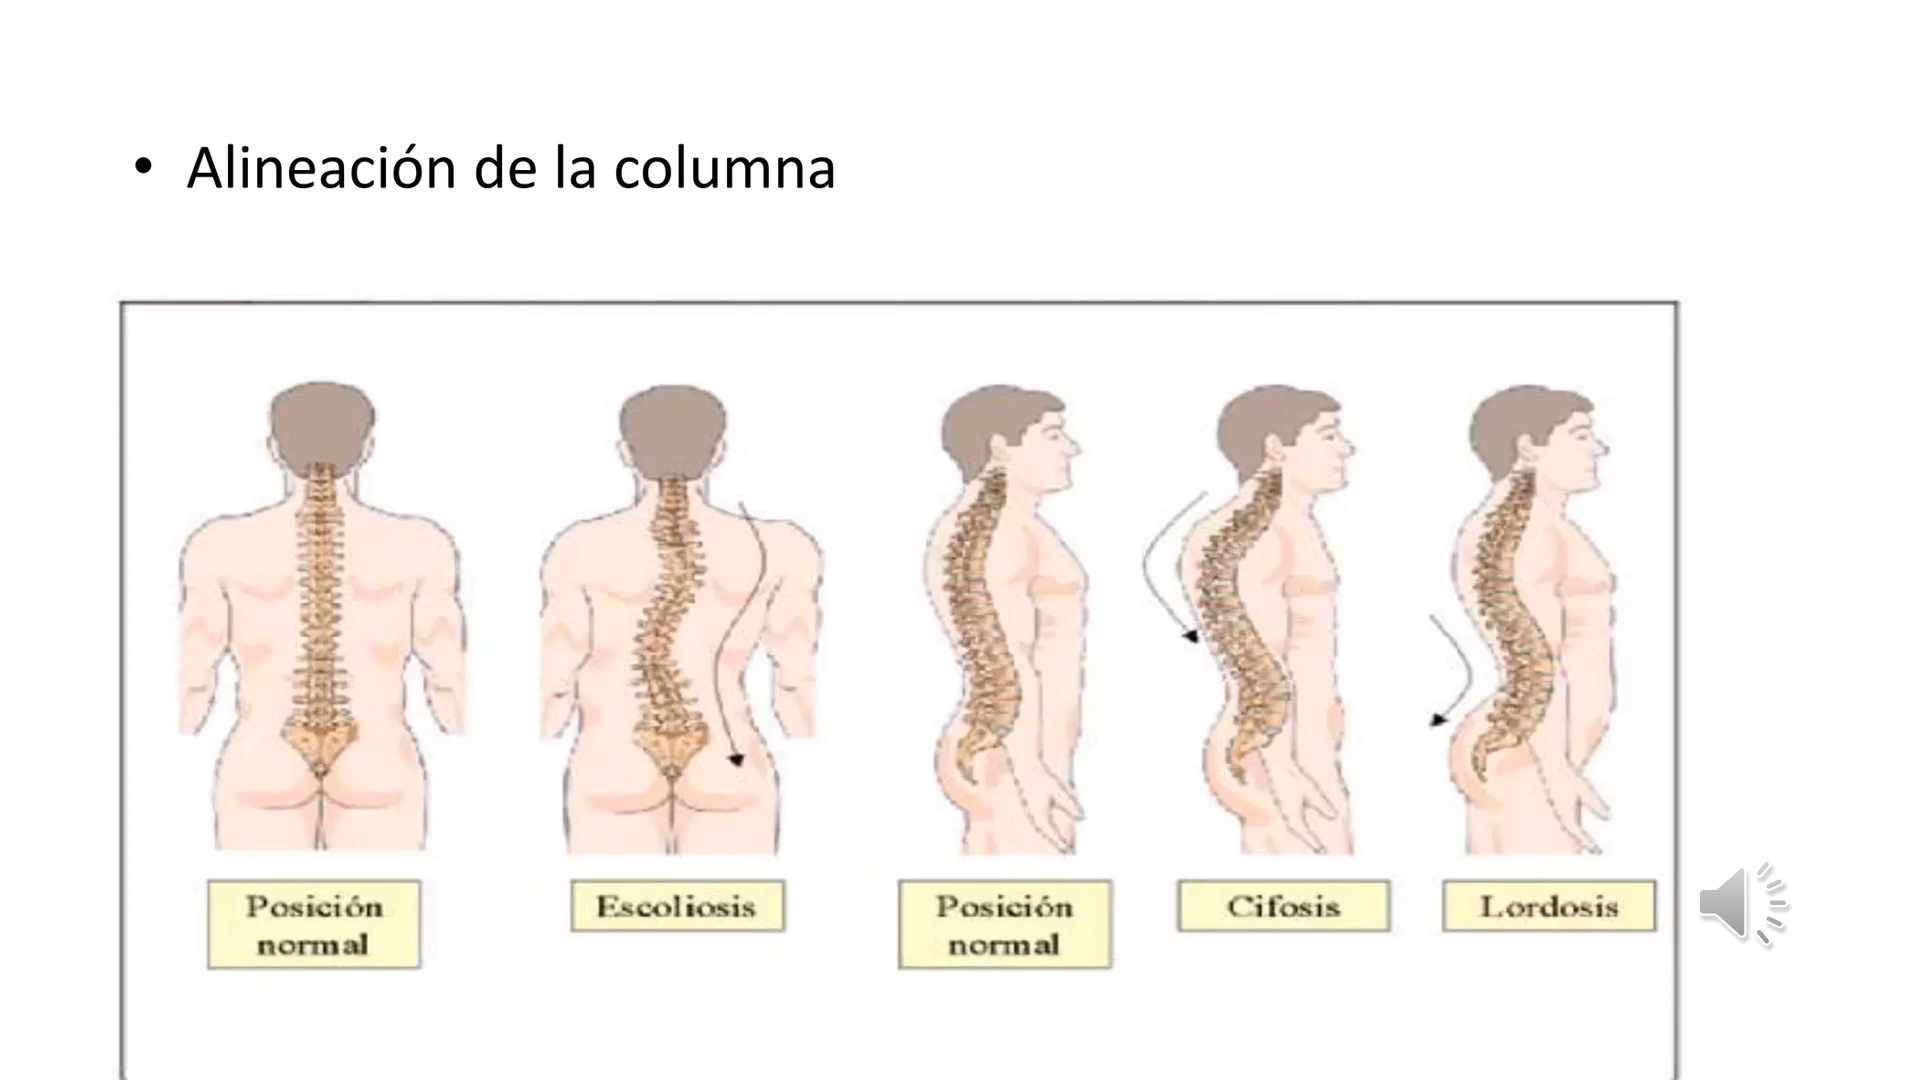 • Alineación de la columna
Posición
normal
Escoliosis
Posición
normal
Cifosis
Lordosis